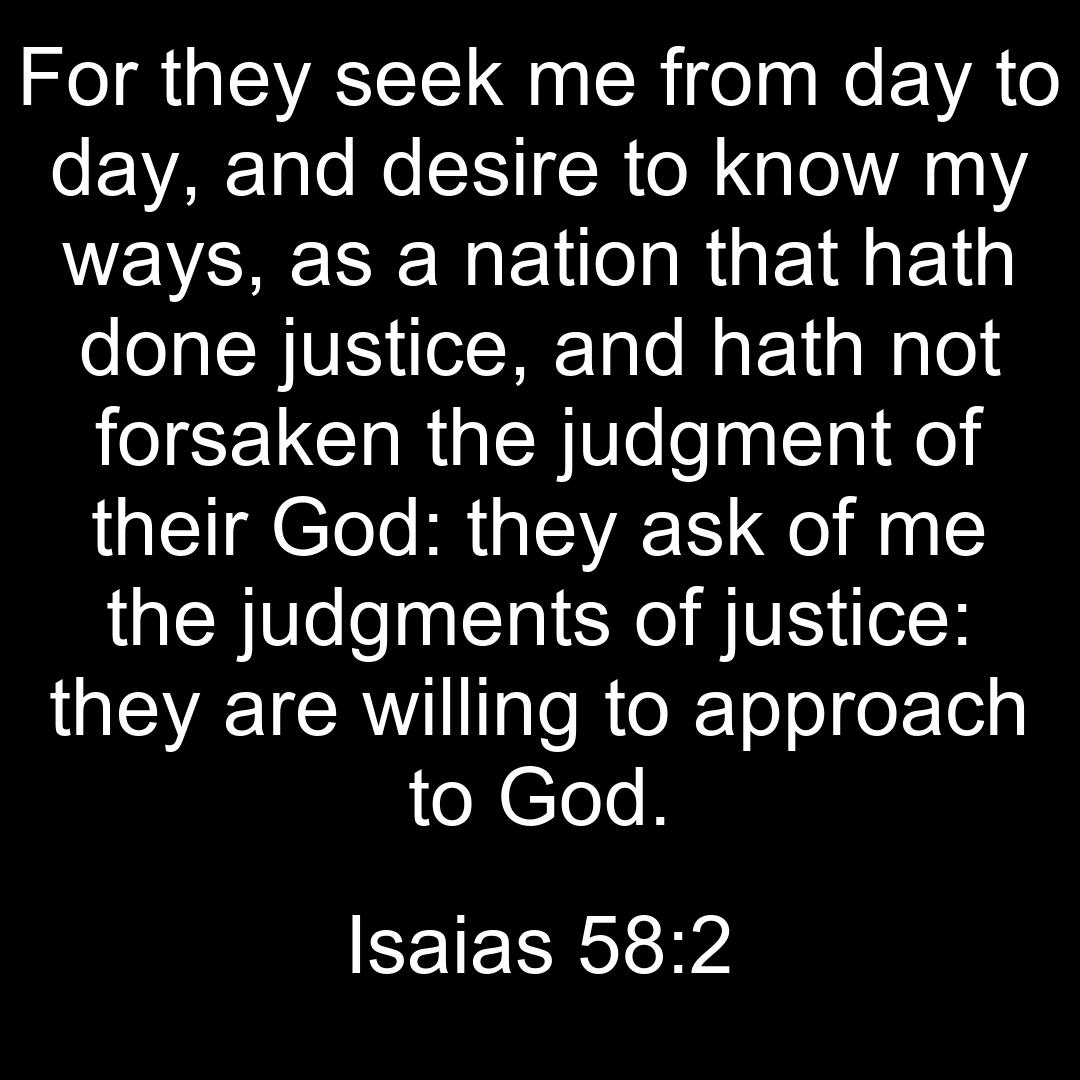 For they seek me from day to
day, and desire to know my
ways, as a nation that hath
done justice, and hath not
forsaken the judgment of
their God: they ask of me
the judgments of justice:
they are willing to approach
to God.
Isaias 58:2